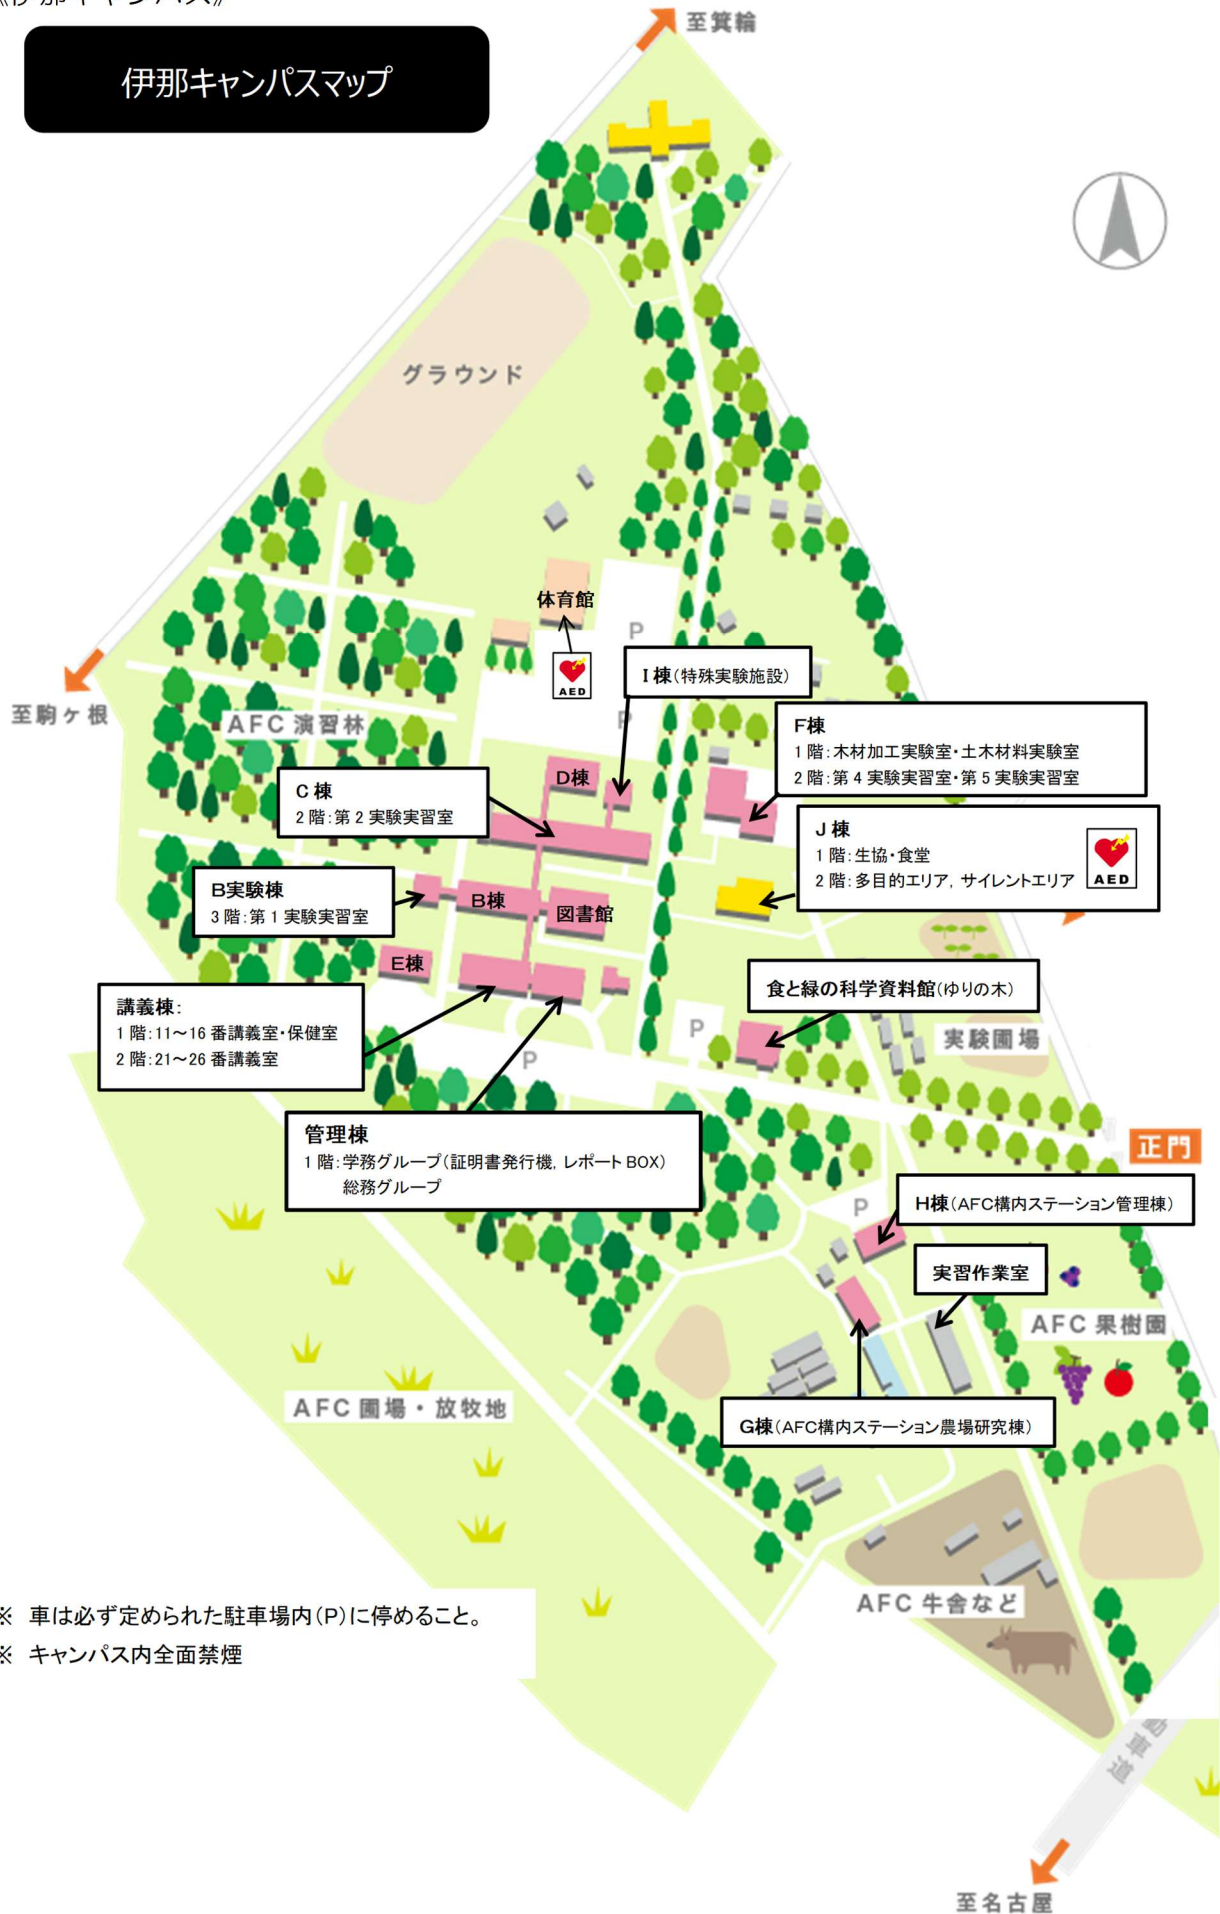 《伊那キャンパス》
至箕輪
伊那キャンパスマップ
グラウンド
体育館
P
AED
I棟(特殊実験施設)
至駒ヶ根
P
AFC 演習林
F棟
1階:木材加工実験室・土木材料実験室
2階:第4実験実習室・第5実験実習室
D棟
C棟
2階:第2実験実習室
J棟
1階:生協・食堂
2階:多目的エリア, サイレントエリア
AED
B実験棟
3階:第1実験実習室
B棟
図書館
E棟
食と緑の科学資料館(ゆりの木)
講義棟:
1階:11～16番講義室・保健室
2階:21～26番講義室
P
実験圃場
P
管理棟
1階:学務グループ(証明書発行機, レポートBOX)
総務グループ
正門
P
H棟(AFC構内ステーション管理棟)
実習作業室
AFC 果樹園
AFC 圃場・放牧地
G棟(AFC構内ステーション農場研究棟)
AFC 牛舎など
※ 車は必ず定められた駐車場内(P)に停めること。
※ キャンパス内全面禁煙
動車道
至名古屋